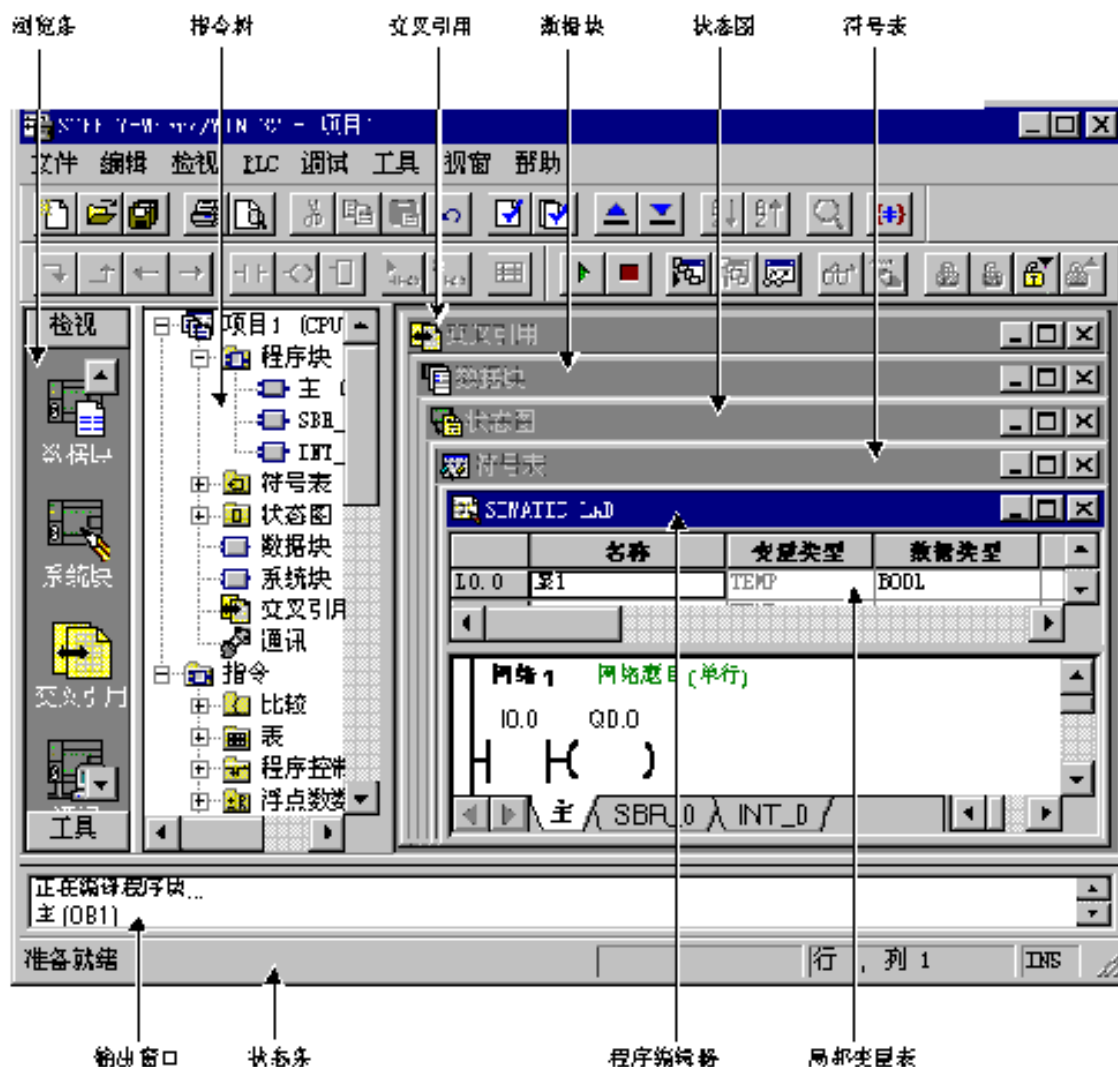 浏览条 指令树 交叉引用 数据块 状态图 符号表
项目1
文件 编辑 检视 PLC 调试 工具 视窗 帮助
检视
数据块
系统块
交叉引用
通讯
工具
项目1 (CPU
程序块
主
SBR_
INT_
符号表
状态图
数据块
系统块
交叉引用
通讯
指令
比较
表
程序控制
浮点数数
交叉引用
数据块
状态图
符号表
SIMATIC LAD
名称 变量类型 数据类型
L0.0 TEMP BOOL
网络 1 网络题目(单行)
I0.0 Q0.0
主 SBR_0 INT_0
正在编译程序块...
主 (OB1)
准备就绪 行 , 列 1 INS
输出窗口 状态条 程序编辑器 局部变量表